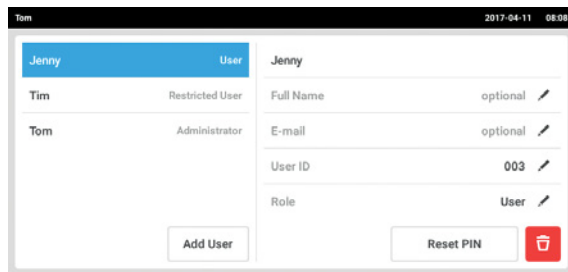 Tom 2017-04-11 08:08
Jenny User
Tim Restricted User
Tom Administrator
Add User
Jenny
Full Name optional
E-mail optional
User ID 003
Role User
Reset PIN